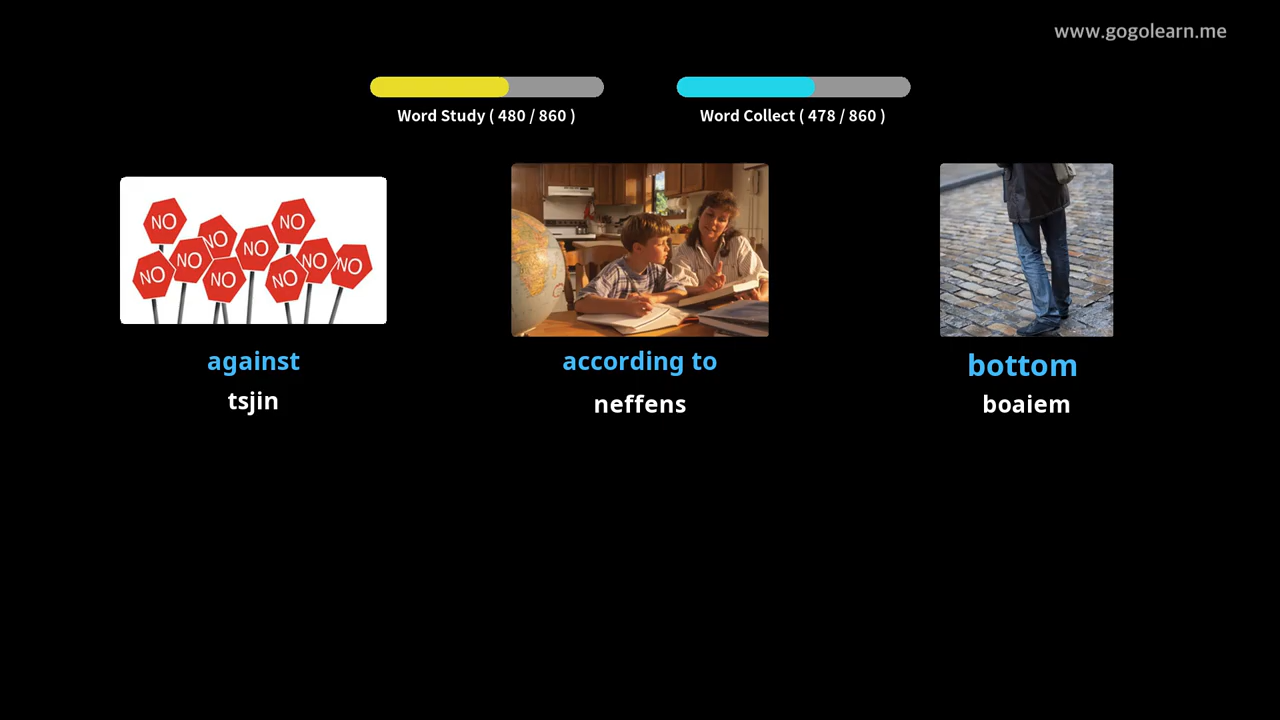 www.gogolearn.me
Word Study ( 480 / 860 )
Word Collect ( 478 / 860 )
NO
NO
NO
NO
NO
NO
NO
NO
NO
NO
against
tsjin
according to
neffens
bottom
boaiem